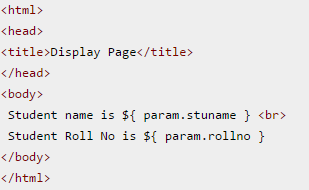 <html>
<head>
<title>Display Page</title>
</head>
<body>
Student name is ${ param.stuname } <br>
Student Roll No is ${ param.rollno }
</body>
</html>